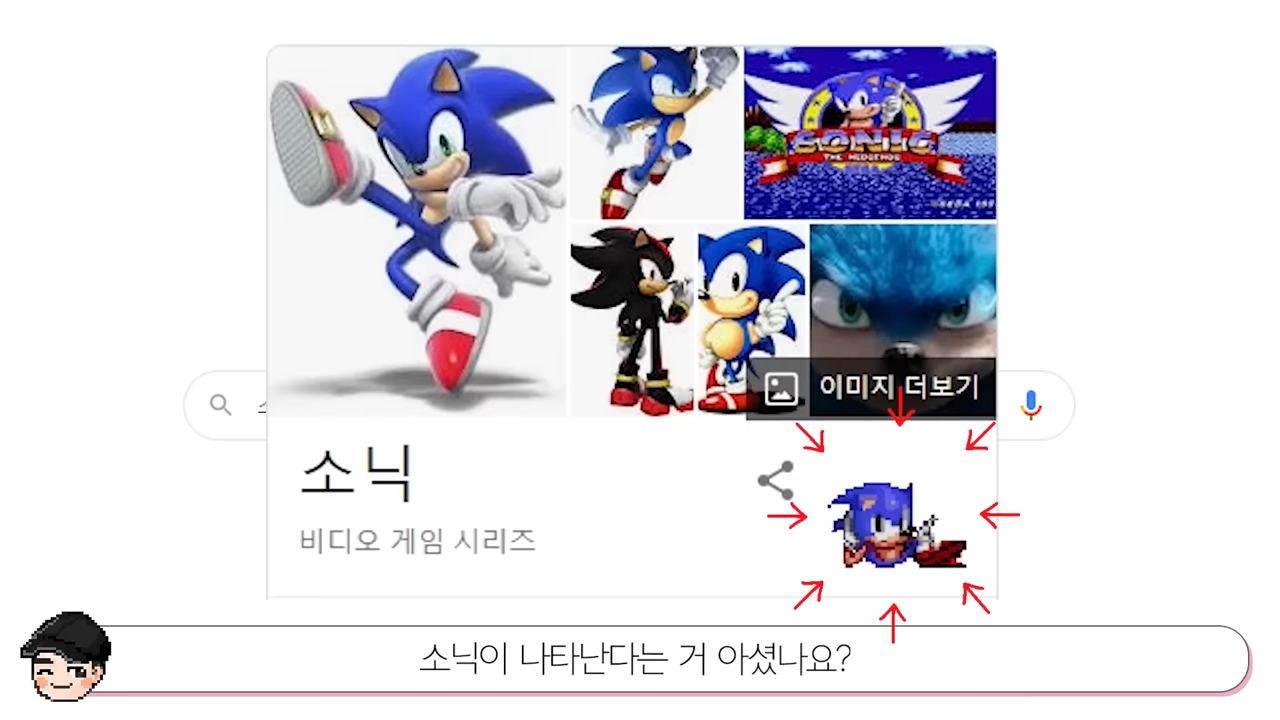 SONIC
THE HEDGEHOG
이미지 더보기
소닉
비디오 게임 시리즈
소닉이 나타난다는 거 아셨나요?